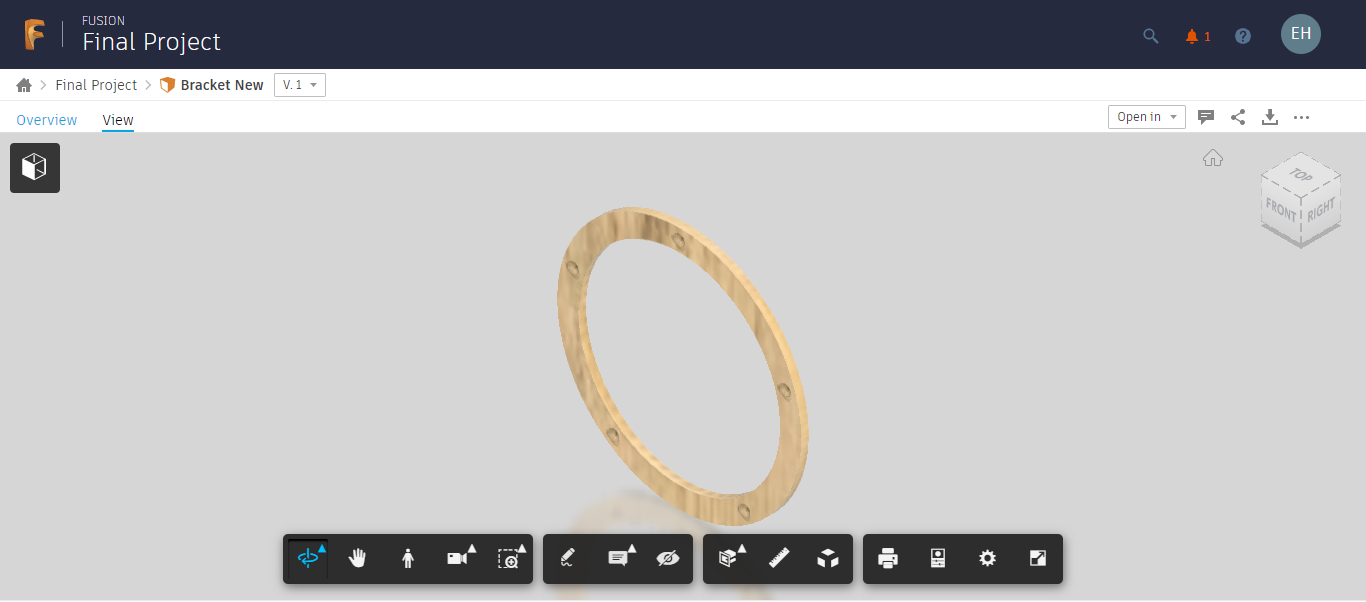 FUSION
Final Project
1
?
EH
Final Project
Bracket New
V. 1
Overview
View
Open in
TOP
FRONT
RIGHT